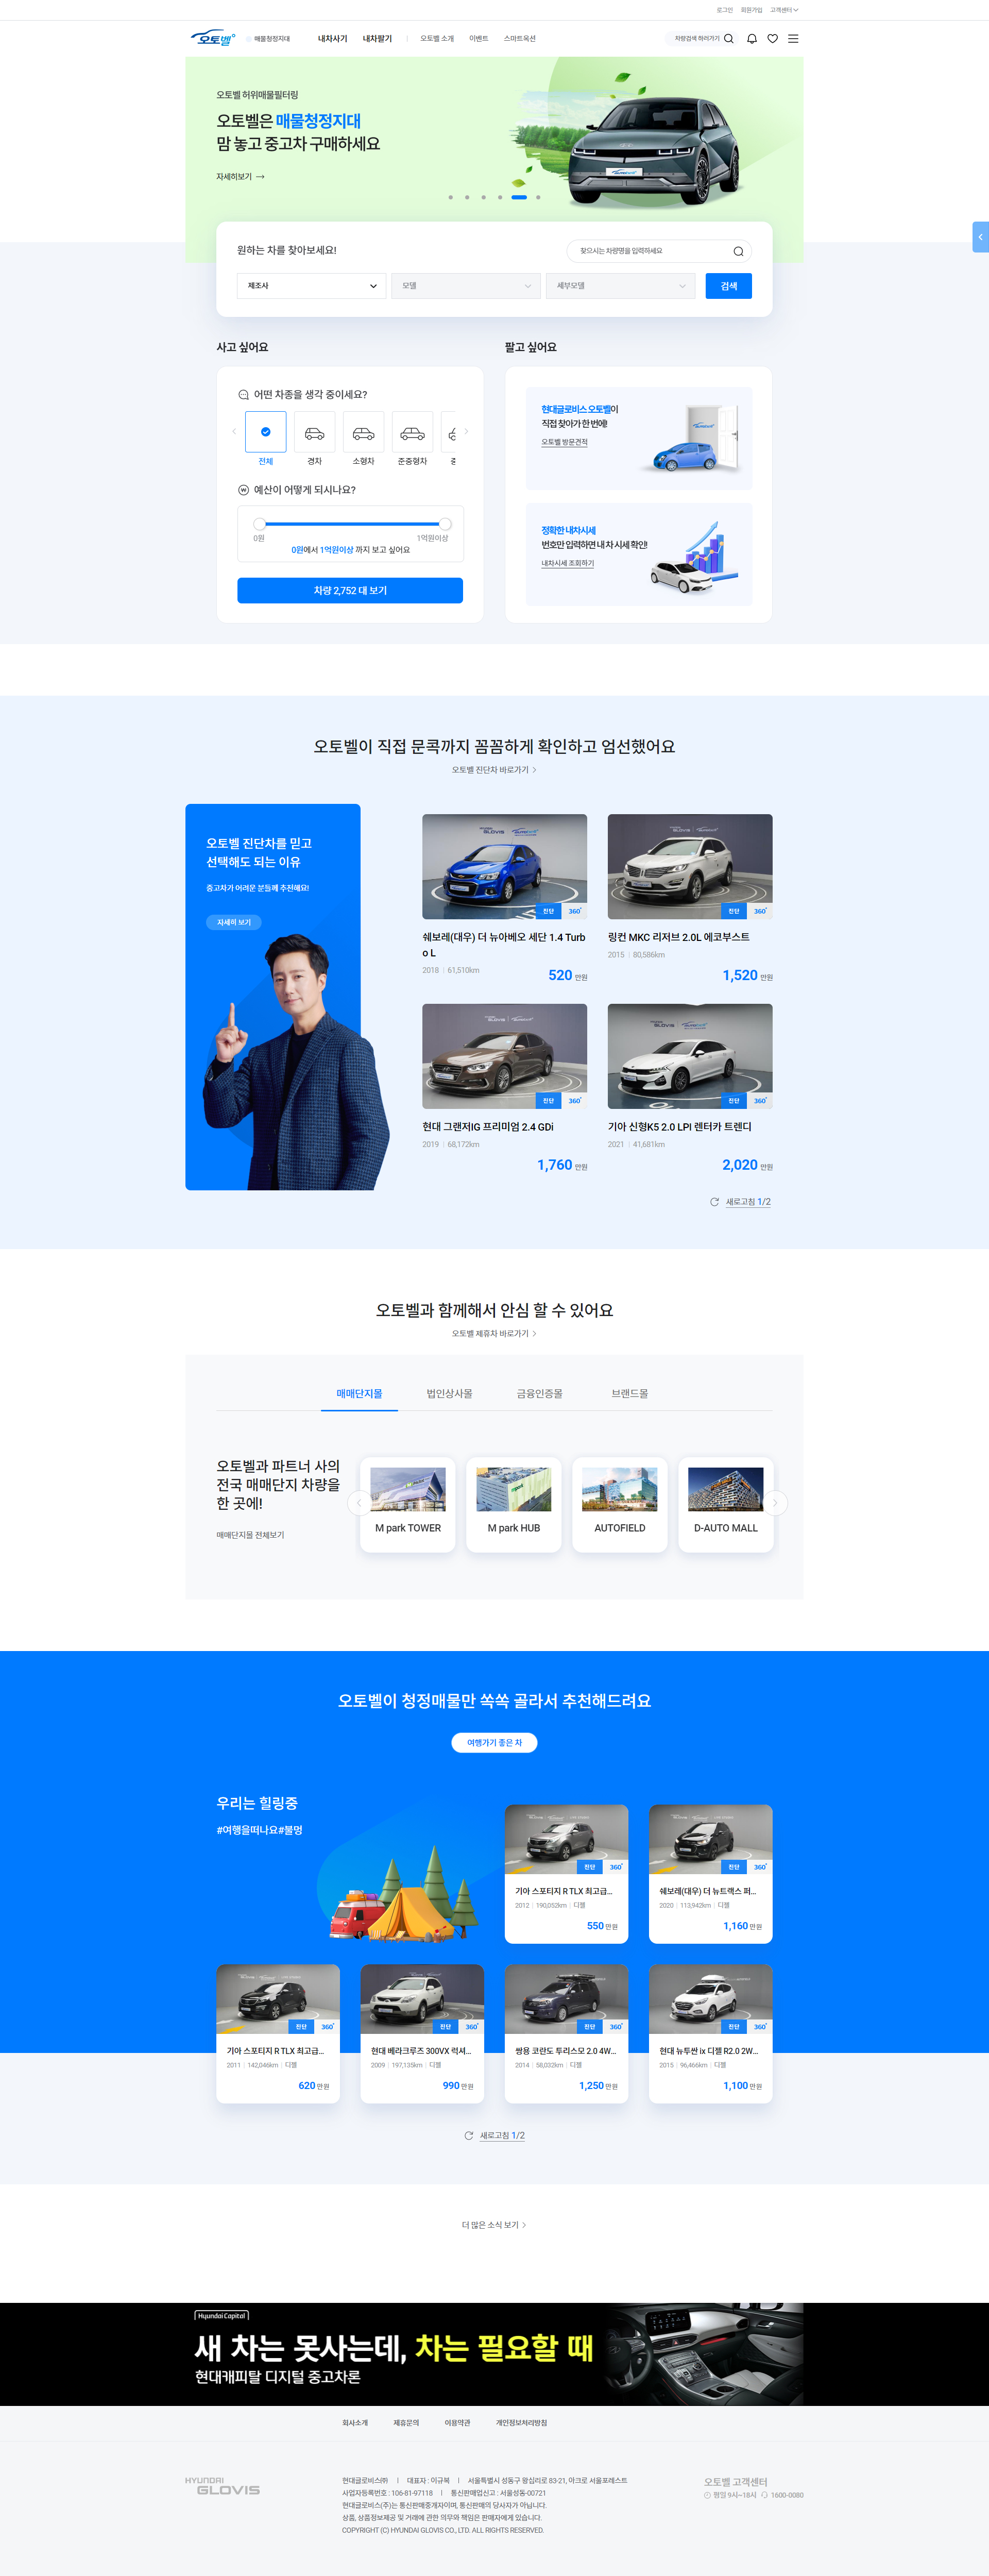 로그인 회원가입 고객센터
오토벨 매물청정지대 내차사기 내차팔기 오토벨 소개 이벤트 스마트옥션 차량검색 하러가기
오토벨 허위매물필터링
오토벨은 매물청정지대
맘 놓고 중고차 구매하세요
자세히보기 →
원하는 차를 찾아보세요!
찾으시는 차량명을 입력하세요
제조사 모델 세부모델 검색
사고 싶어요
어떤 차종을 생각 중이세요?
전체 경차 소형차 준중형차
예산이 어떻게 되시나요?
0원 1억원이상
0원에서 1억원이상 까지 보고 싶어요
차량 2,752 대 보기
팔고 싶어요
현대글로비스 오토벨이
직접 찾아가 한 번에!
오토벨 방문견적
정확한 내차시세
번호만 입력하면 내 차 시세 확인!
내차시세 조회하기
오토벨이 직접 문콕까지 꼼꼼하게 확인하고 엄선했어요
오토벨 진단차 바로가기
오토벨 진단차를 믿고
선택해도 되는 이유
중고차가 어려운 분들께 추천해요!
자세히 보기
진단 360˚
쉐보레(대우) 더 뉴아베오 세단 1.4 Turb
o L
2018 | 61,510km
520 만원
진단 360˚
링컨 MKC 리저브 2.0L 에코부스트
2015 | 80,586km
1,520 만원
진단 360˚
현대 그랜저IG 프리미엄 2.4 GDi
2019 | 68,172km
1,760 만원
진단 360˚
기아 신형K5 2.0 LPI 렌터카 트렌디
2021 | 41,681km
2,020 만원
새로고침 1/2
오토벨과 함께해서 안심 할 수 있어요
오토벨 제휴차 바로가기
매매단지몰 법인상사몰 금융인증몰 브랜드몰
오토벨과 파트너 사의
전국 매매단지 차량을
한 곳에!
매매단지몰 전체보기
M park TOWER
M park HUB
AUTOFIELD
D-AUTO MALL
오토벨이 청정매물만 쏙쏙 골라서 추천해드려요
여행가기 좋은 차
우리는 힐링중
#여행을떠나요#불멍
진단 360˚
기아 스포티지 R TLX 최고급...
2012 | 190,052km | 디젤
550 만원
진단 360˚
쉐보레(대우) 더 뉴트랙스 퍼...
2020 | 113,942km | 디젤
1,160 만원
진단 360˚
기아 스포티지 R TLX 최고급...
2011 | 142,046km | 디젤
620 만원
진단 360˚
현대 베라크루즈 300VX 럭셔...
2009 | 197,135km | 디젤
990 만원
진단 360˚
쌍용 코란도 투리스모 2.0 4W...
2014 | 58,032km | 디젤
1,250 만원
진단 360˚
현대 뉴투싼 ix 디젤 R2.0 2W...
2015 | 96,466km | 디젤
1,100 만원
새로고침 1/2
더 많은 소식 보기
Hyundai Capital
새 차는 못사는데, 차는 필요할 때
현대캐피탈 디지털 중고차론
회사소개 제휴문의 이용약관 개인정보처리방침
HYUNDAI
GLOVIS
현대글로비스㈜ | 대표자 : 이규복 | 서울특별시 성동구 왕십리로 83-21, 아크로 서울포레스트
사업자등록번호 : 106-81-97118 | 통신판매업신고 : 서울성동-00721
현대글로비스(주)는 통신판매중개자이며, 통신판매의 당사자가 아닙니다.
상품, 상품정보제공 및 거래에 관한 의무와 책임은 판매자에게 있습니다.
COPYRIGHT (C) HYUNDAI GLOVIS CO., LTD. ALL RIGHTS RESERVED.
오토벨 고객센터
평일 9시~18시 1600-0080